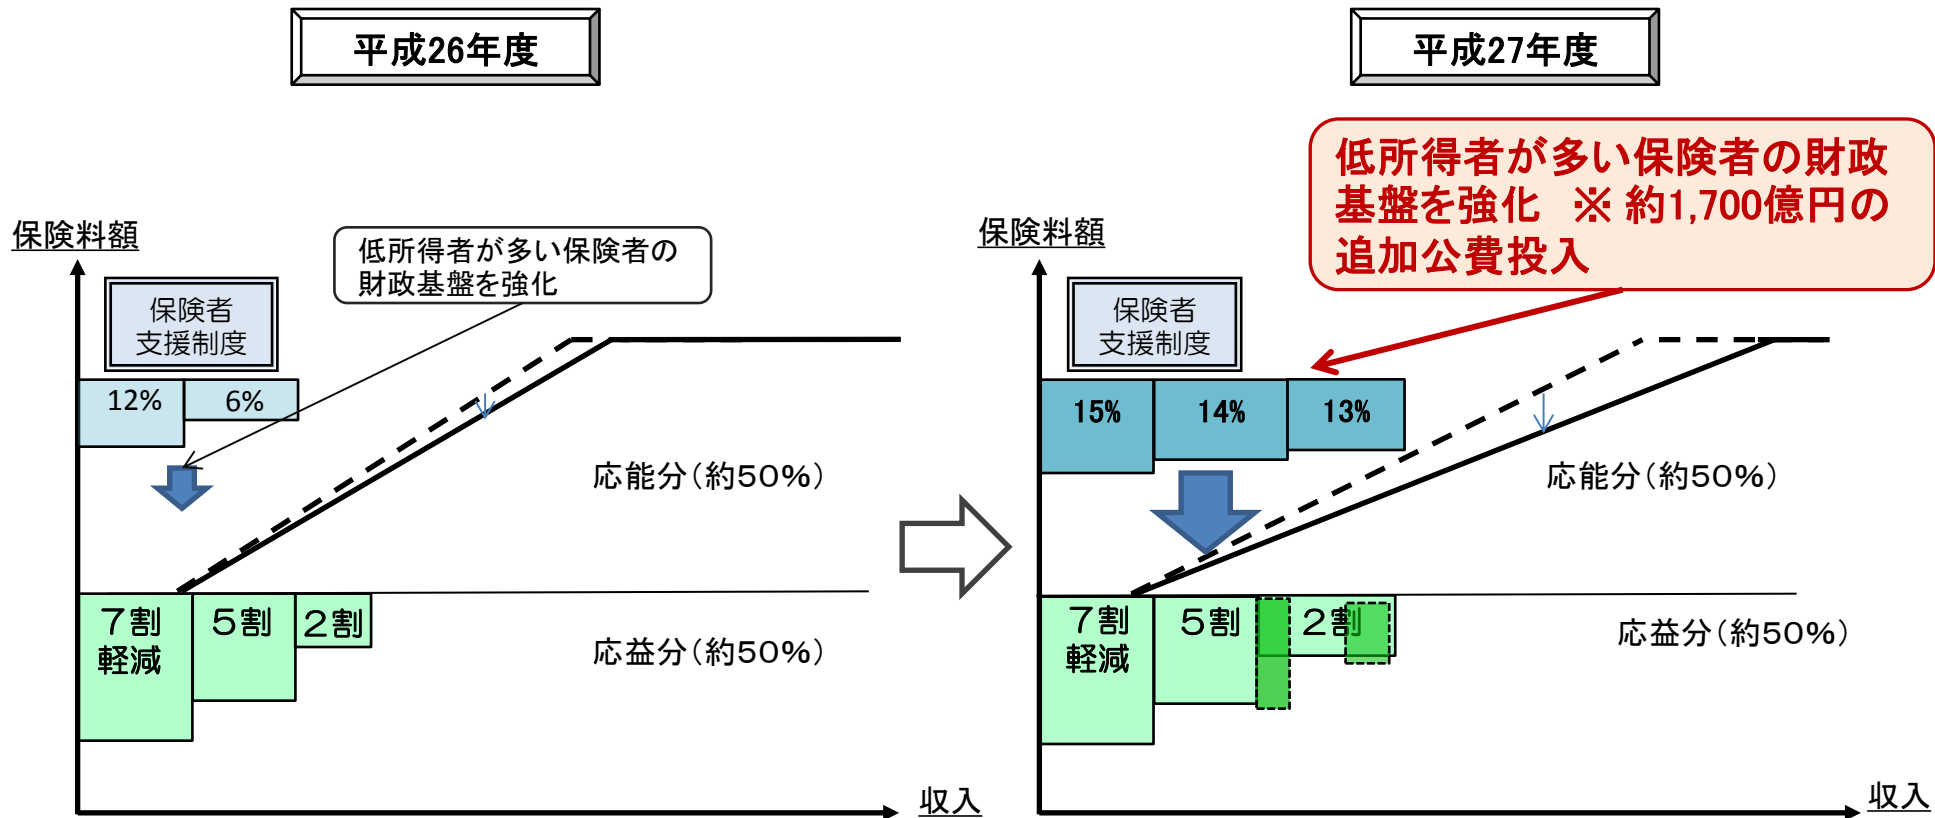 平成26年度
保険料額
低所得者が多い保険者の
財政基盤を強化
保険者
支援制度
12%
6%
応能分(約50%)
7割
軽減
5割
2割
応益分(約50%)
収入
平成27年度
低所得者が多い保険者の財政
基盤を強化 ※ 約1,700億円の
追加公費投入
保険料額
保険者
支援制度
15%
14%
13%
応能分(約50%)
7割
軽減
5割
2割
応益分(約50%)
収入